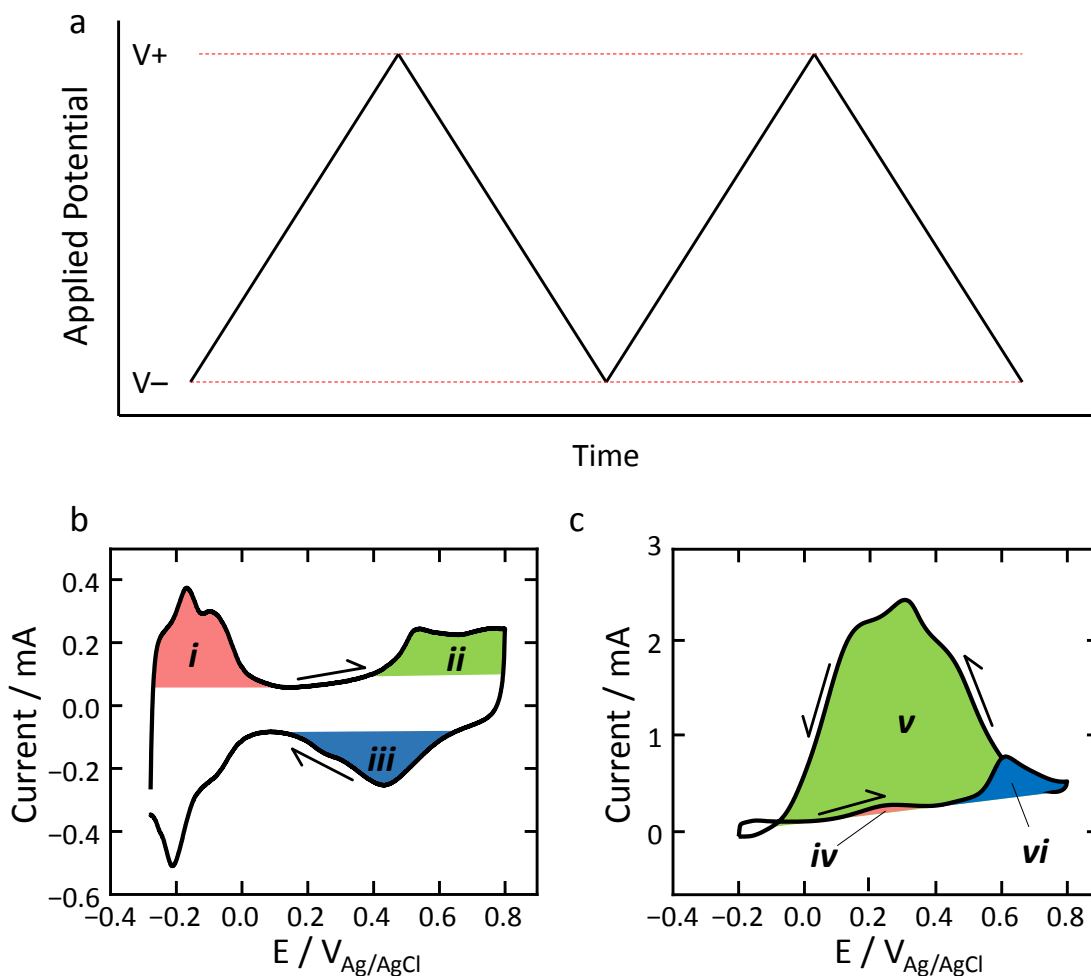 a
V+
Applied Potential
V−
Time
b
0.4
0.2
0.0
−0.2
−0.4
−0.6
Current / mA
i
ii
iii
−0.4 −0.2 0.0 0.2 0.4 0.6 0.8
E / V_Ag/AgCl
c
3
2
1
0
Current / mA
v
iv
vi
−0.4 −0.2 0.0 0.2 0.4 0.6 0.8
E / V_Ag/AgCl